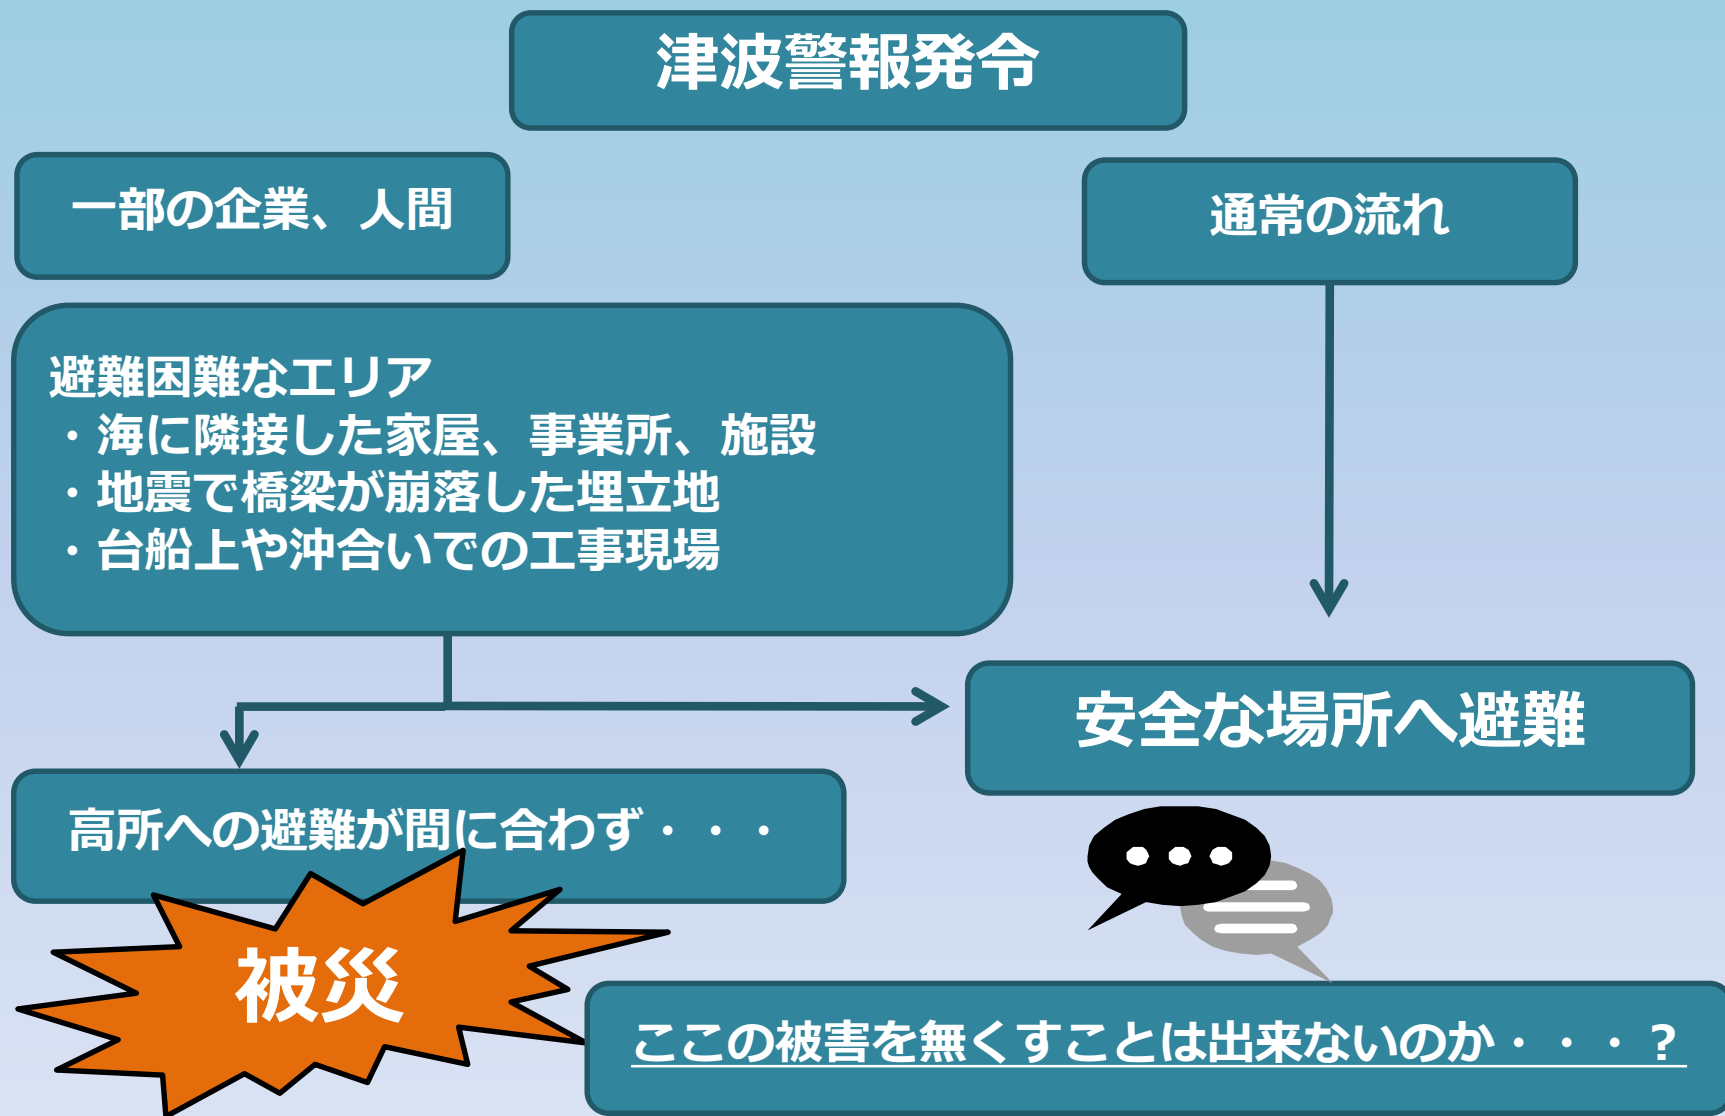 津波警報発令
一部の企業、人間
通常の流れ
避難困難なエリア
・海に隣接した家屋、事業所、施設
・地震で橋梁が崩落した埋立地
・台船上や沖合いでの工事現場
安全な場所へ避難
高所への避難が間に合わず・・・
被災
ここの被害を無くすことは出来ないのか・・・？